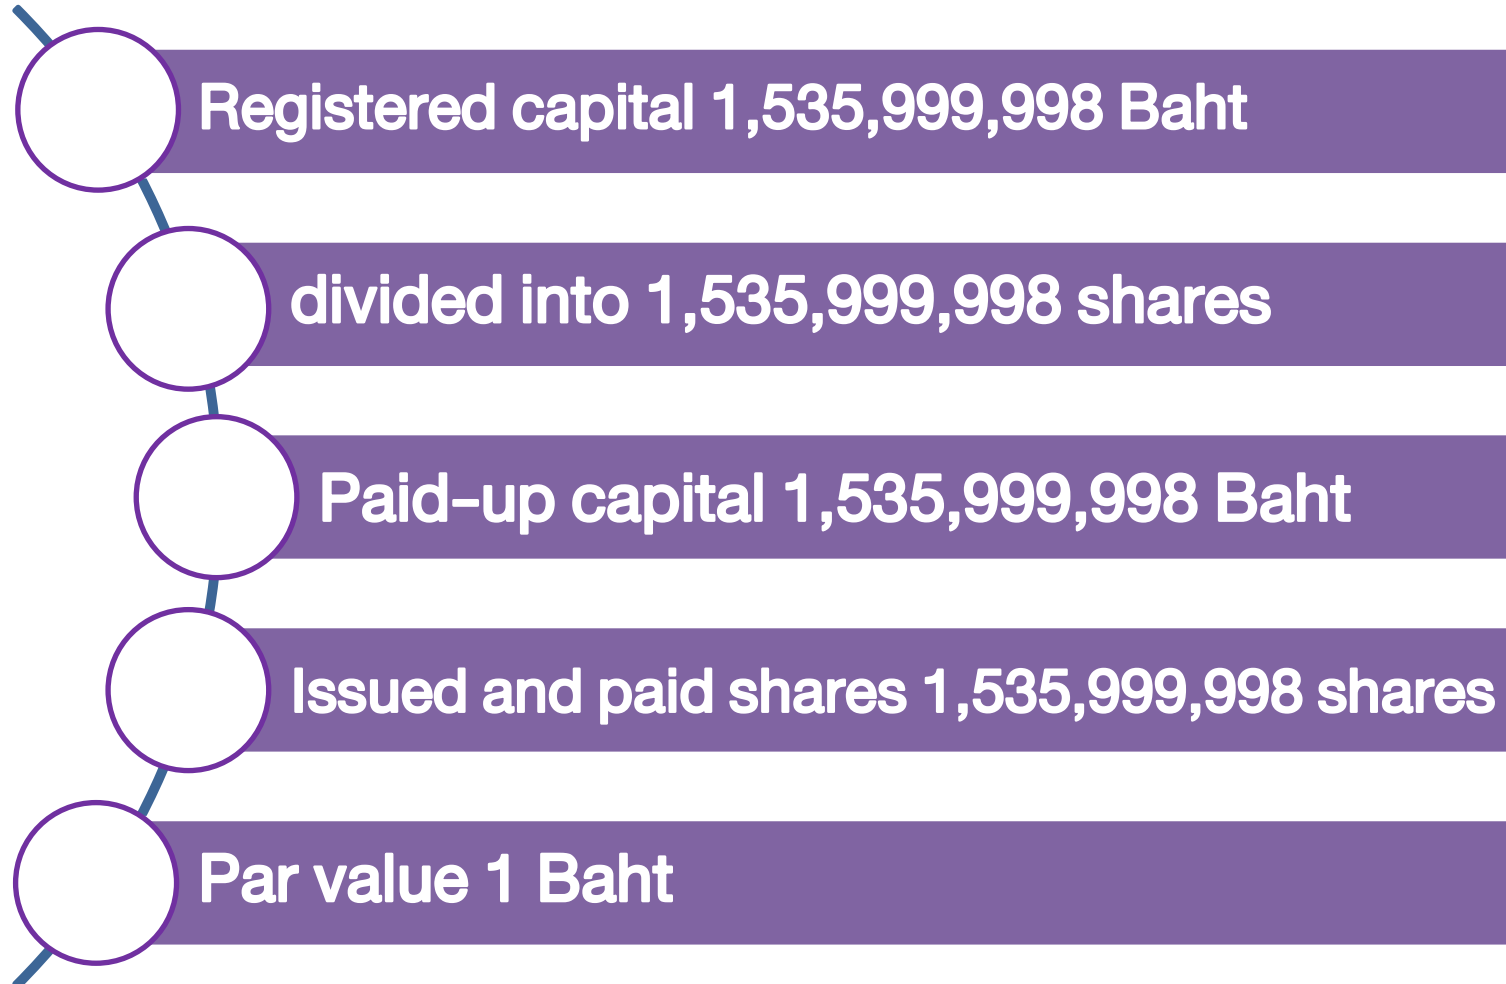 Registered capital 1,535,999,998 Baht
divided into 1,535,999,998 shares
Paid-up capital 1,535,999,998 Baht
Issued and paid shares 1,535,999,998 shares
Par value 1 Baht